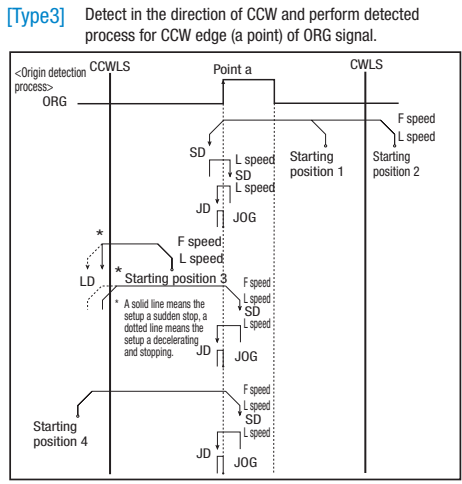 [Type3] Detect in the direction of CCW and perform detected
process for CCW edge (a point) of ORG signal.
<Origin detection
process>
CCWLS
Point a
CWLS
ORG
F speed
L speed
SD
L speed
Starting
position 1
Starting
position 2
SD
L speed
JD
JOG
*
F speed
L speed
LD
*
Starting position 3
F speed
L speed
SD
* A solid line means the
setup a sudden stop, a
dotted line means the
setup a decelerating
and stopping.
L speed
JD
JOG
F speed
L speed
SD
Starting
position 4
L speed
JD
JOG